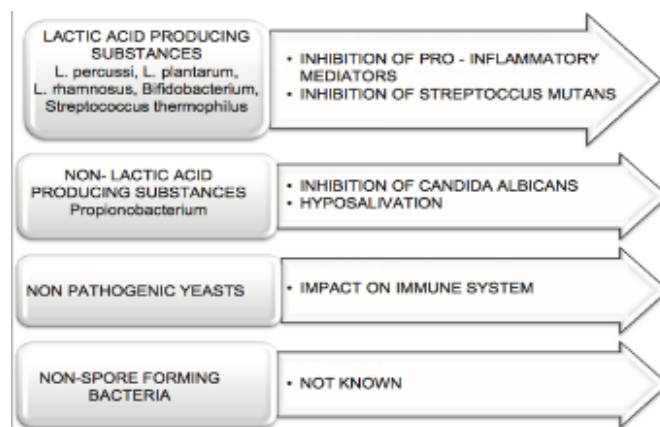 LACTIC ACID PRODUCING
SUBSTANCES
L. percussi, L. plantarum,
L. rhamnosus, Bifidobacterium,
Streptococcus thermophilus
• INHIBITION OF PRO - INFLAMMATORY
MEDIATORS
• INHIBITION OF STREPTOCCUS MUTANS
NON- LACTIC ACID
PRODUCING SUBSTANCES
Propionobacterium
• INHIBITION OF CANDIDA ALBICANS
• HYPOSALIVATION
NON PATHOGENIC YEASTS
• IMPACT ON IMMUNE SYSTEM
NON-SPORE FORMING
BACTERIA
• NOT KNOWN